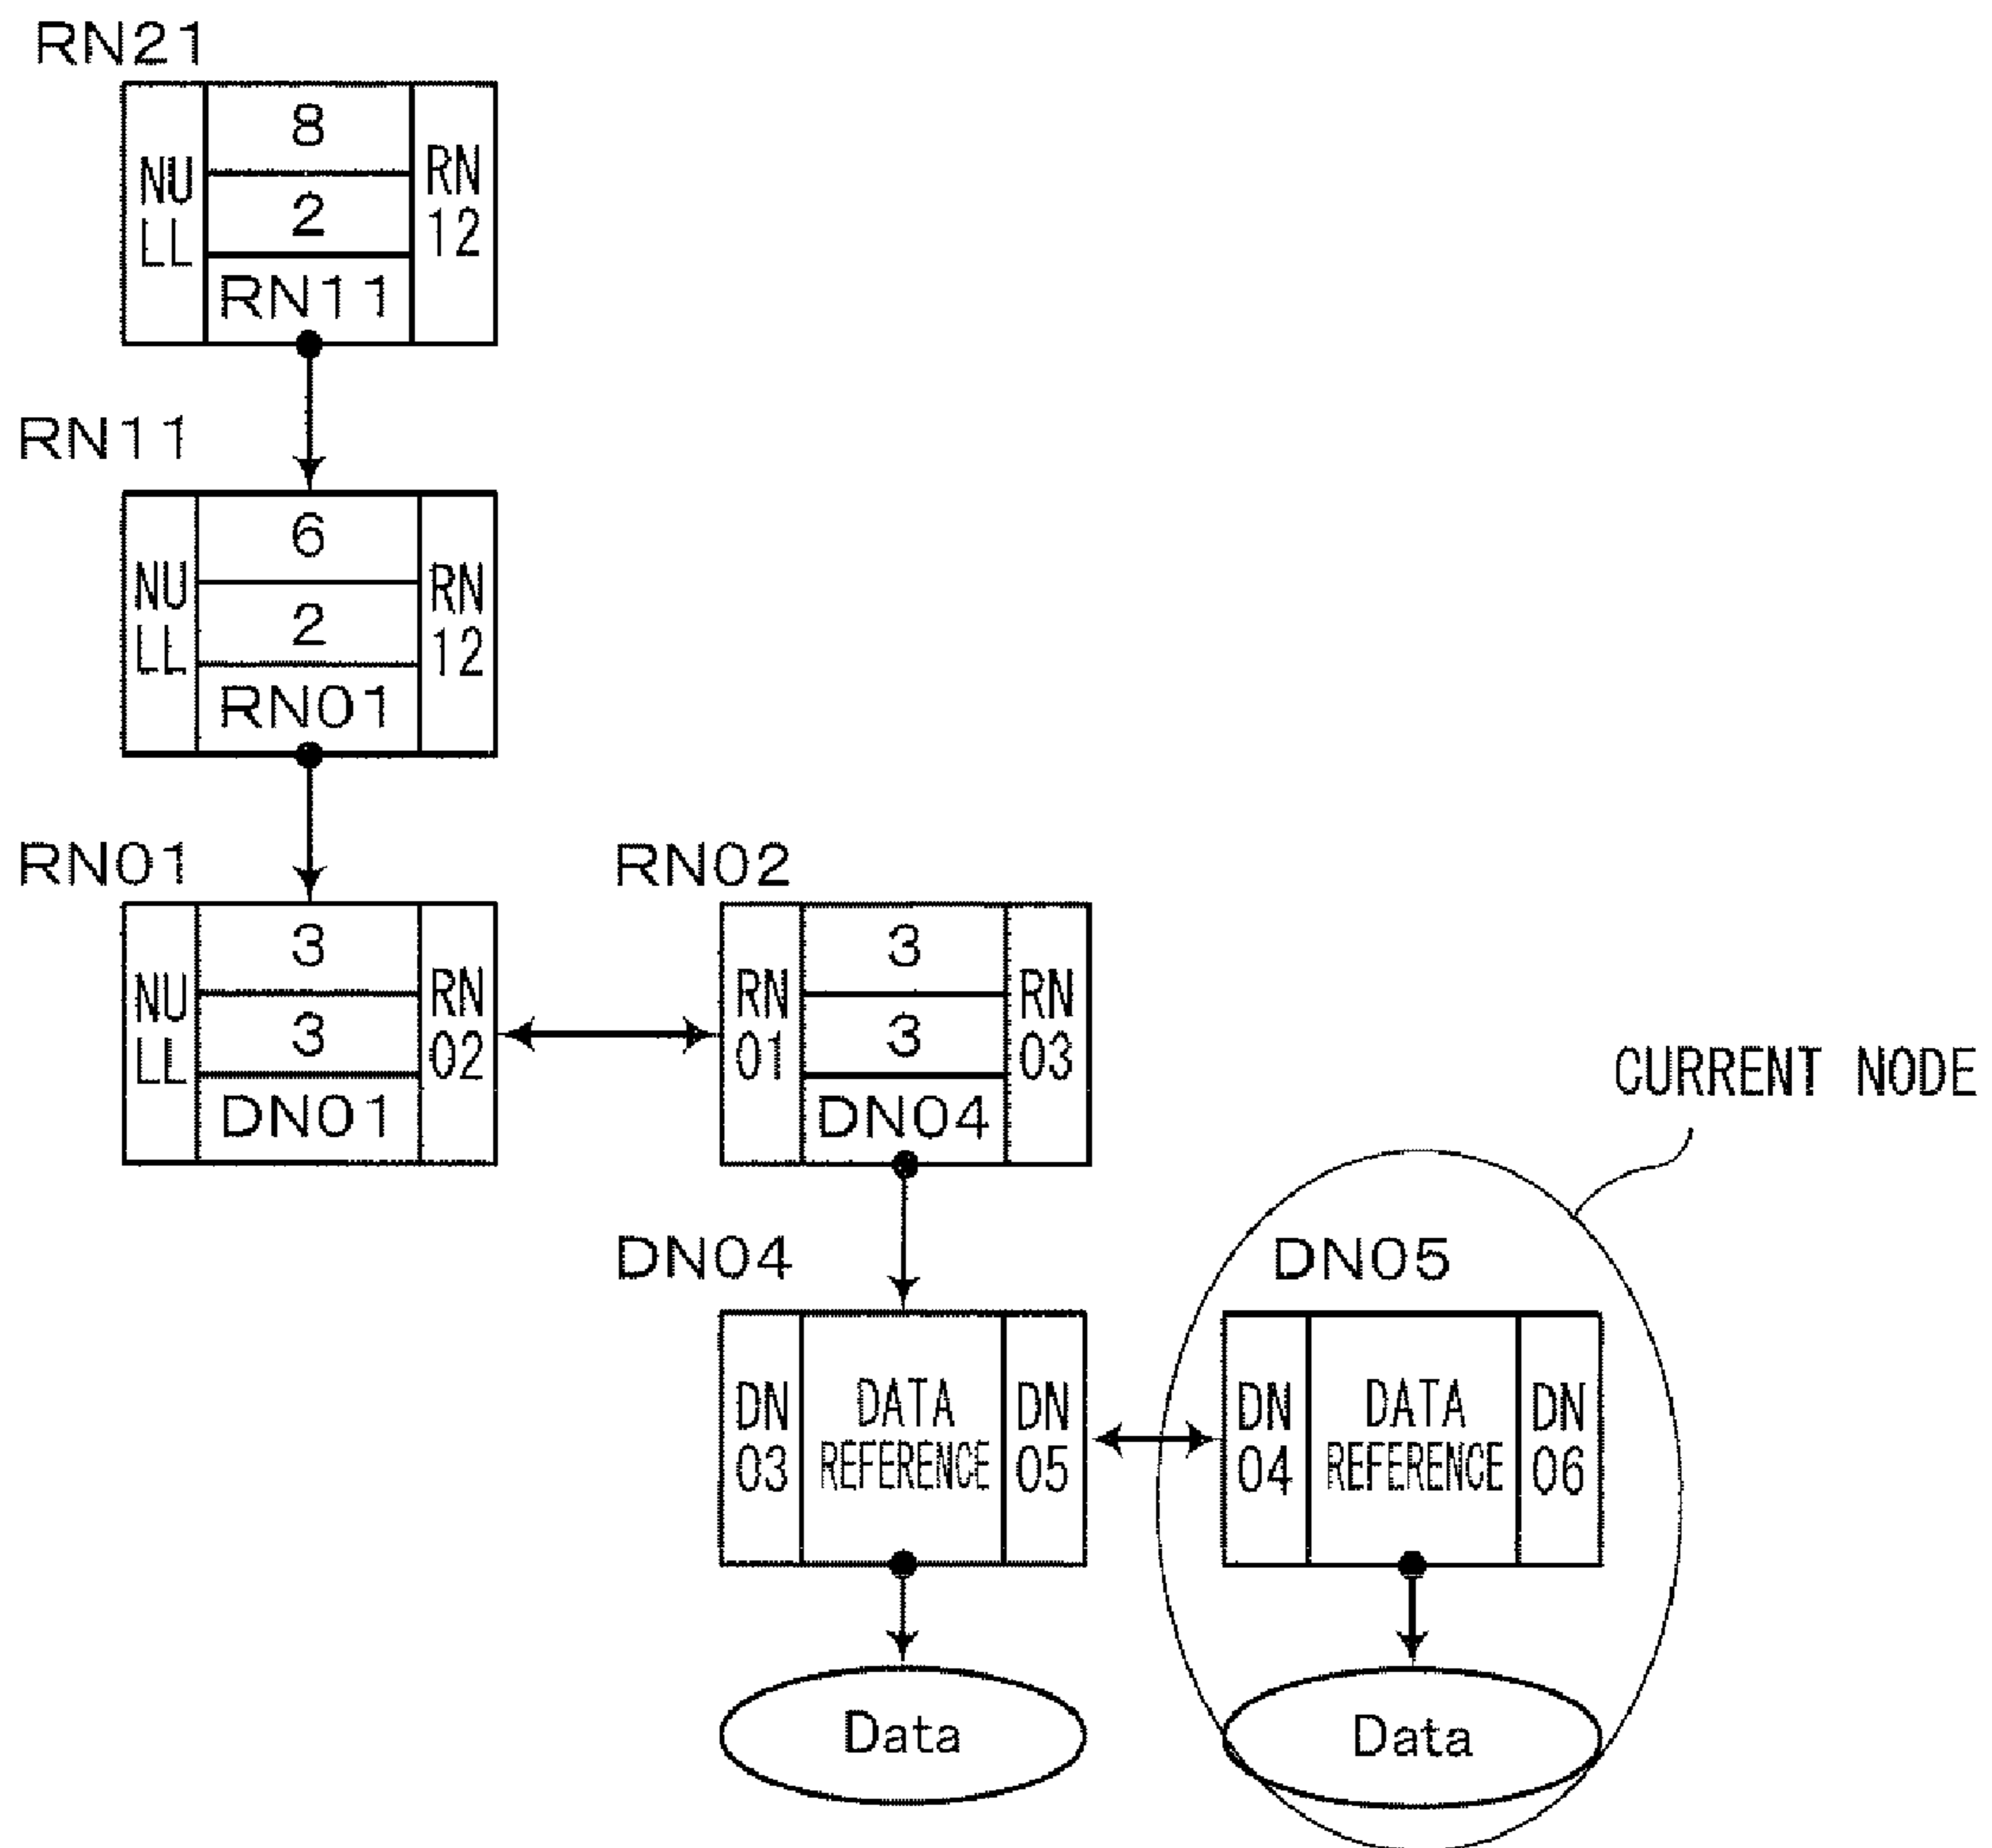 RN21
8
NU
LL
RN
12
2
RN11
RN11
6
NU
LL
RN
12
2
RN01
RN01
RN02
3
3
NU
LL
RN
02
RN
01
RN
03
3
3
DN01
DN04
CURRENT NODE
DN04
DN05
DN
03
DATA
REFERENCE
DN
05
DN
04
DATA
REFERENCE
DN
06
Data
Data